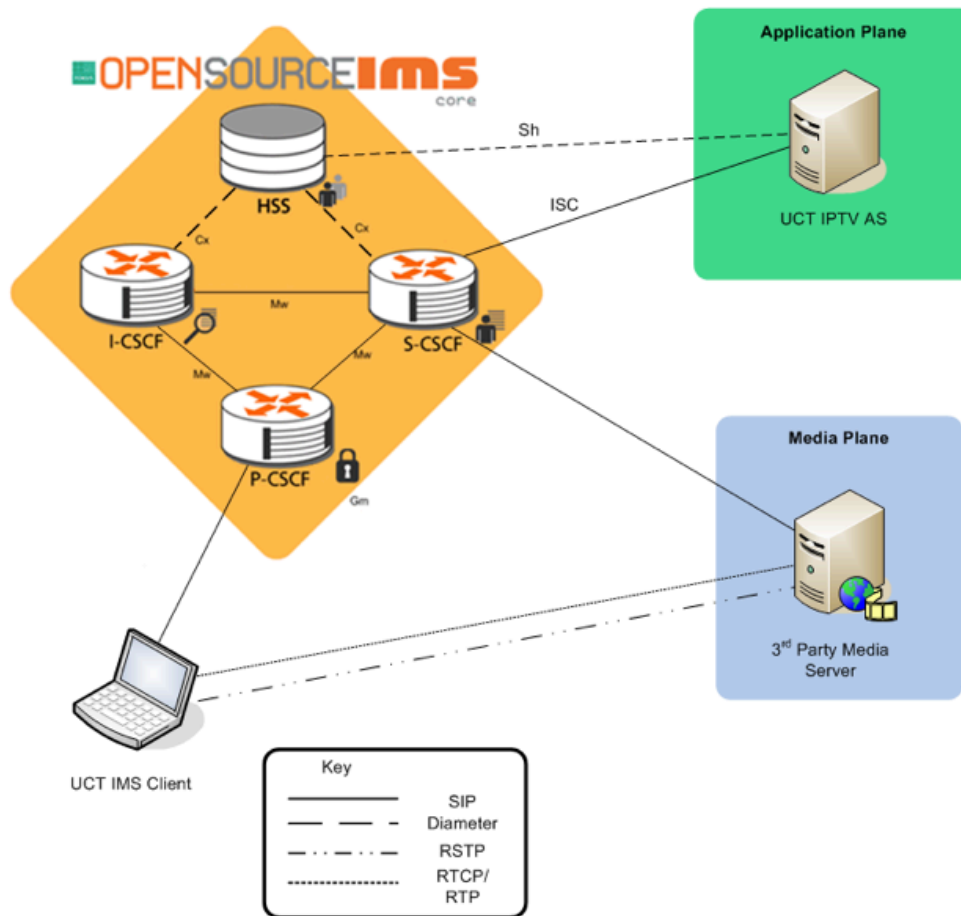 OPENSOURCEIMS
core
Application Plane
Sh
HSS
ISC
UCT IPTV AS
Cx
Cx
Mw
I-CSCF
S-CSCF
Mw
Mw
P-CSCF
Gm
Media Plane
3rd Party Media
Server
UCT IMS Client
Key
SIP
Diameter
RSTP
RTCP/
RTP